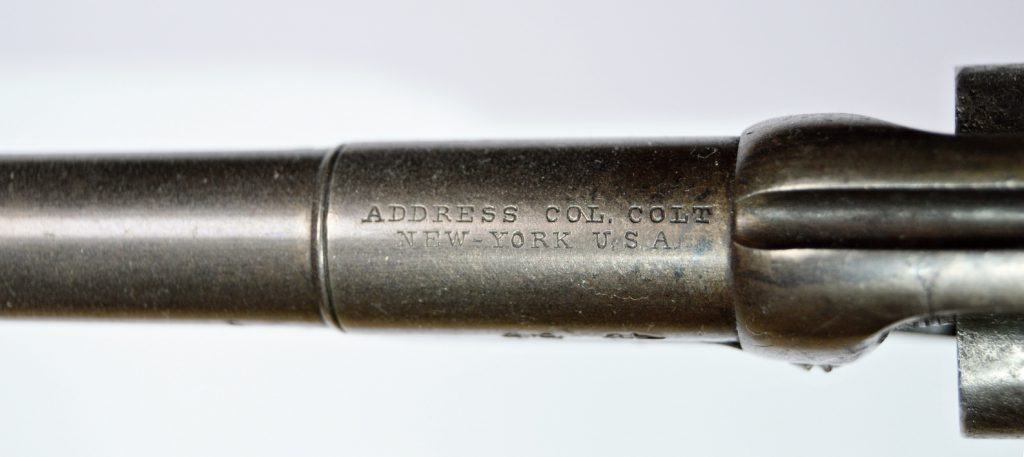 ADDRESS COL. COLT
NEW-YORK U.S.A.